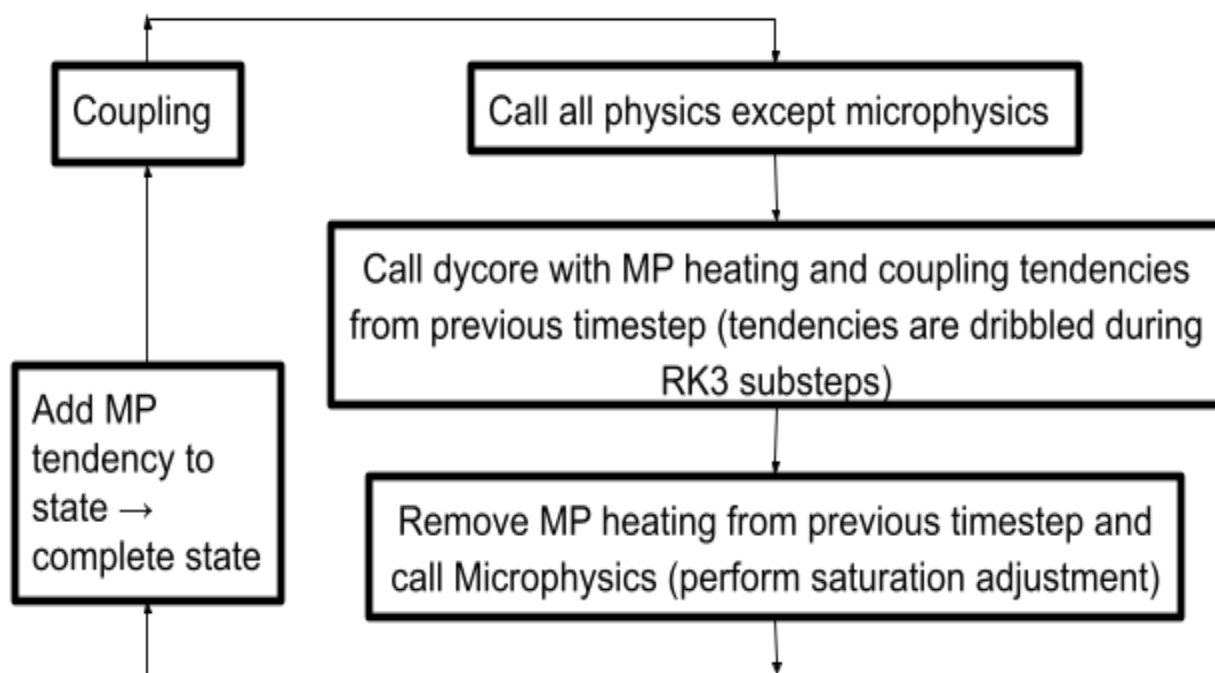 Coupling
Call all physics except microphysics
Call dycore with MP heating and coupling tendencies
from previous timestep (tendencies are dribbled during
RK3 substeps)
Add MP
tendency to
state →
complete state
Remove MP heating from previous timestep and
call Microphysics (perform saturation adjustment)